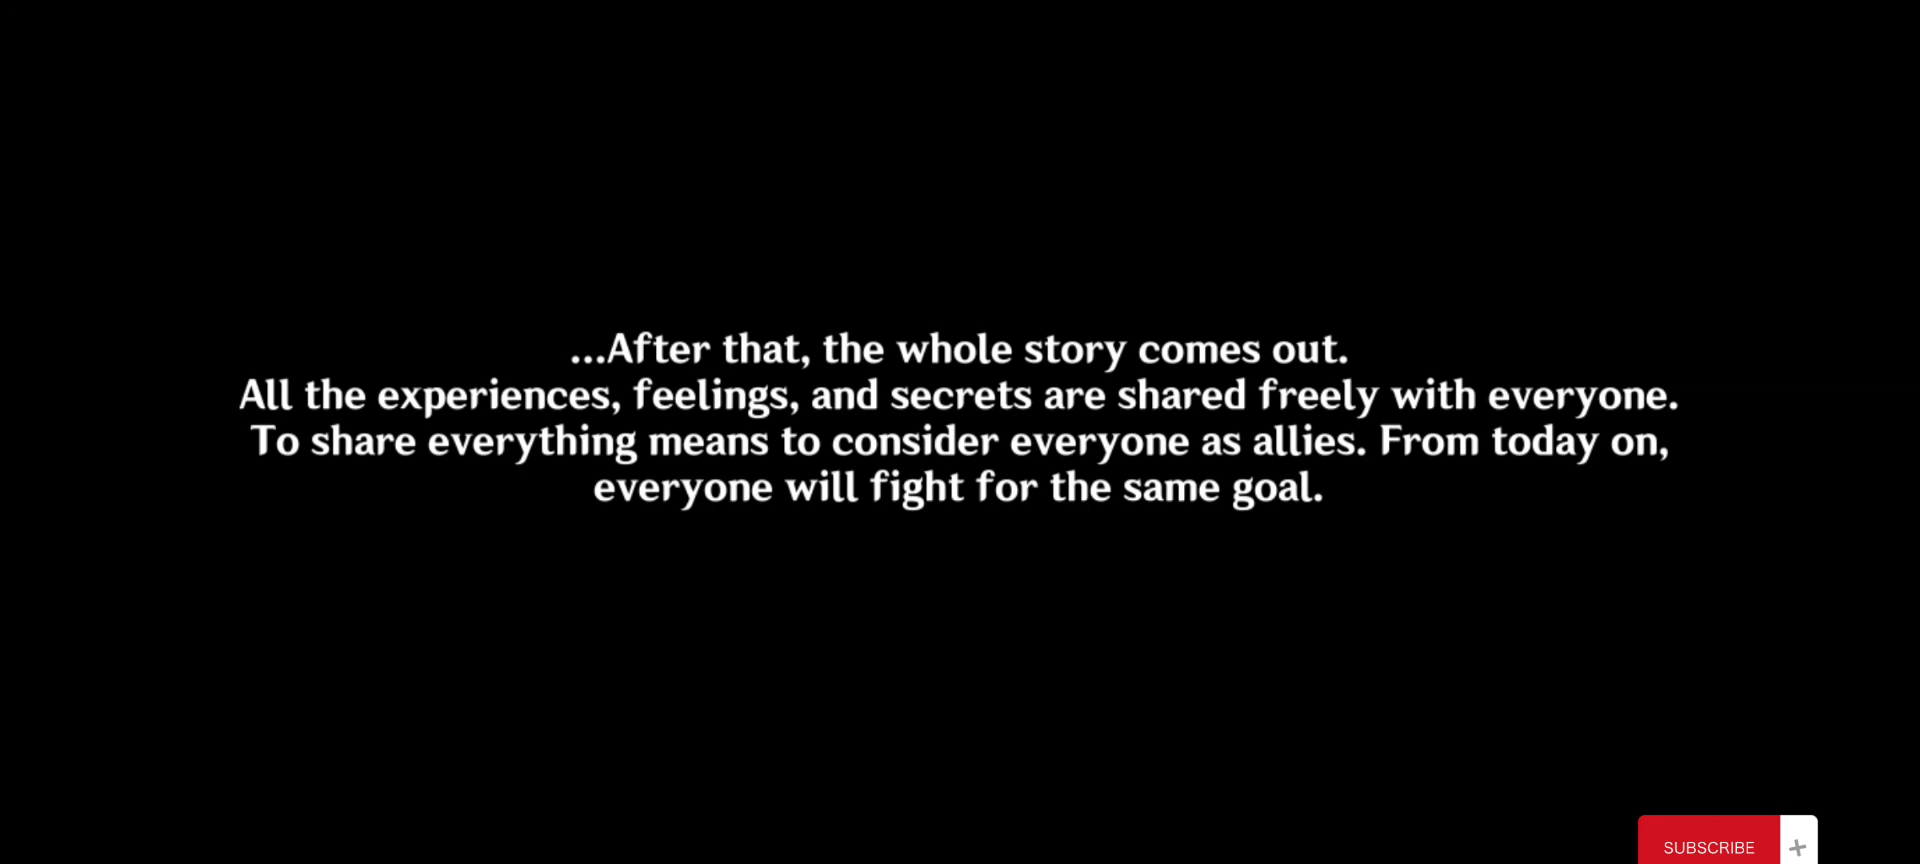 ...After that, the whole story comes out.
All the experiences, feelings, and secrets are shared freely with everyone.
To share everything means to consider everyone as allies. From today on,
everyone will fight for the same goal.
SUBSCRIBE +